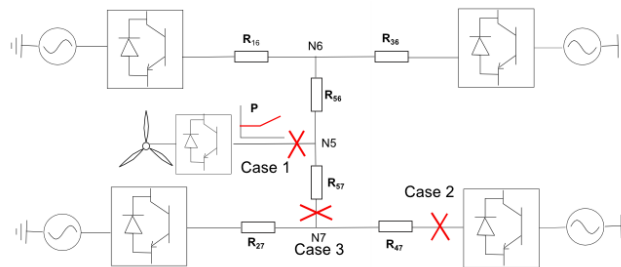 R16
N6
R36
R56
P
N5
Case 1
R57
Case 2
R27
N7
R47
Case 3